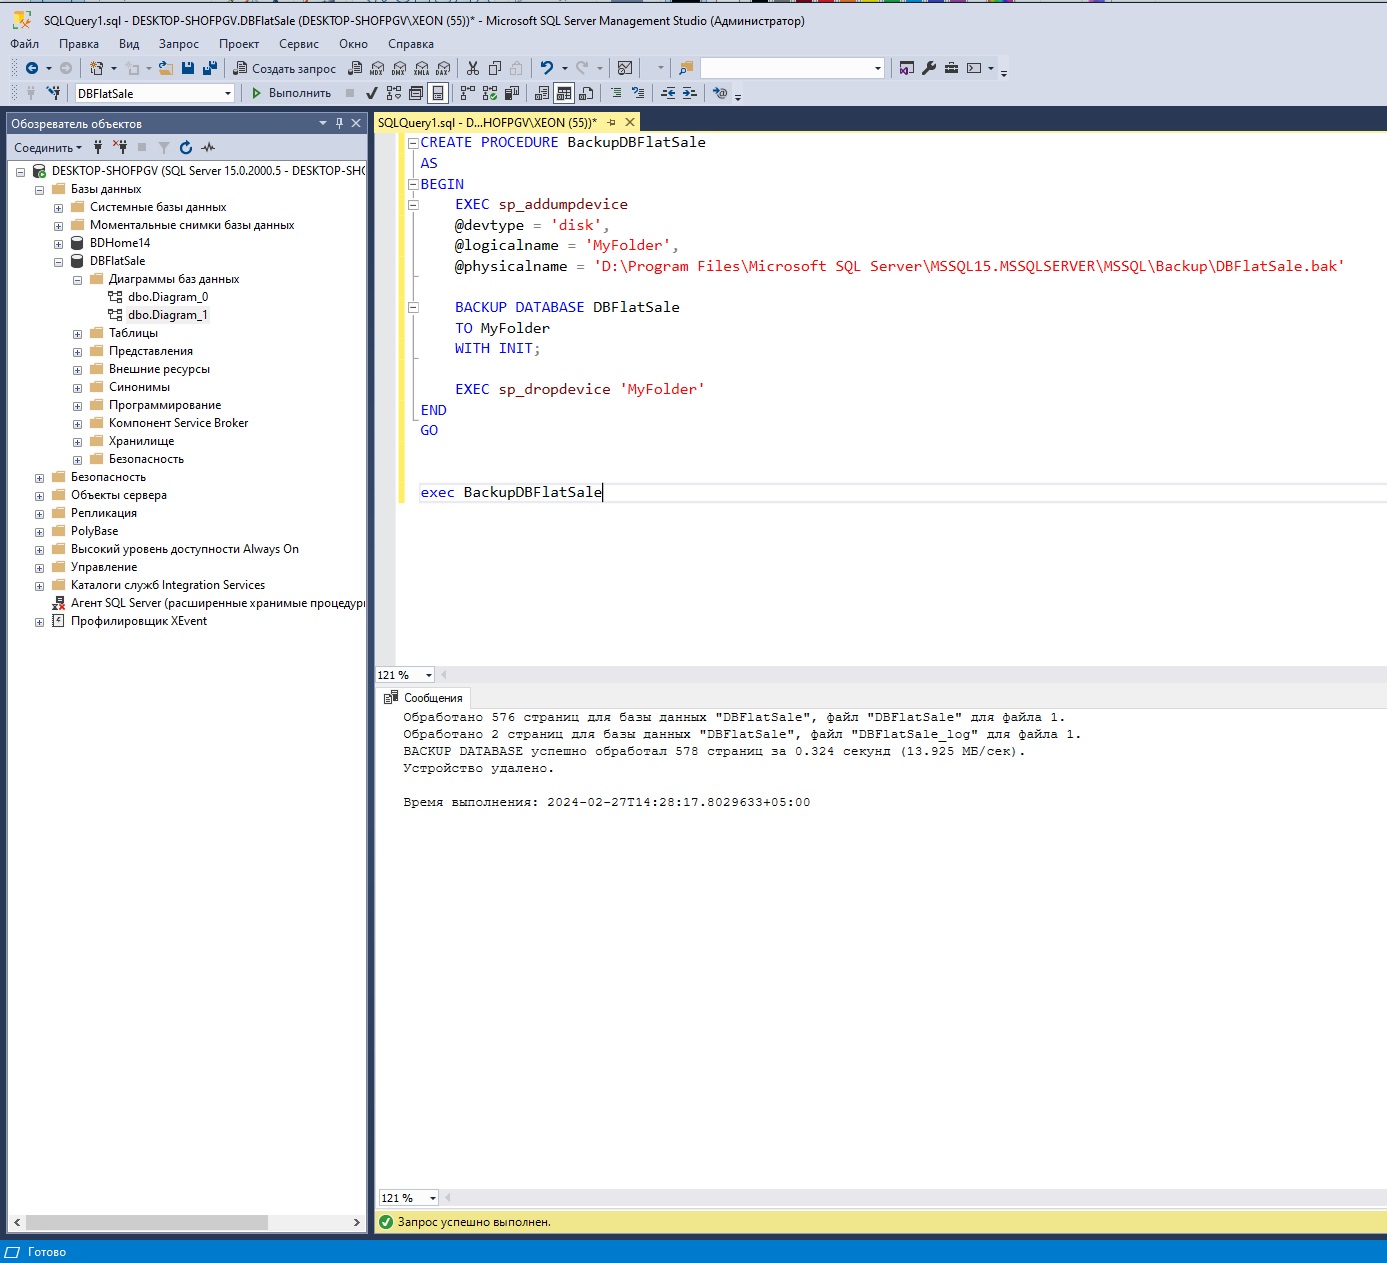 SQLQuery1.sql - DESKTOP-SHOFPGV.DBFlatSale (DESKTOP-SHOFPGV\XEON (55))* - Microsoft SQL Server Management Studio (Администратор)
Файл Правка Вид Запрос Проект Сервис Окно Справка
Создать запрос MDX DMX XMLA DAX
DBFlatSale Выполнить
Обозреватель объектов
Соединить
DESKTOP-SHOFPGV (SQL Server 15.0.2000.5 - DESKTOP-SHO
Базы данных
Системные базы данных
Моментальные снимки базы данных
BDHome14
DBFlatSale
Диаграммы баз данных
dbo.Diagram_0
dbo.Diagram_1
Таблицы
Представления
Внешние ресурсы
Синонимы
Программирование
Компонент Service Broker
Хранилище
Безопасность
Безопасность
Объекты сервера
Репликация
PolyBase
Высокий уровень доступности Always On
Управление
Каталоги служб Integration Services
Агент SQL Server (расширенные хранимые процедуры
Профилировщик XEvent
SQLQuery1.sql - D...HOFPGV\XEON (55))*
CREATE PROCEDURE BackupDBFlatSale
AS
BEGIN
EXEC sp_addumpdevice
@devtype = 'disk',
@logicalname = 'MyFolder',
@physicalname = 'D:\Program Files\Microsoft SQL Server\MSSQL15.MSSQLSERVER\MSSQL\Backup\DBFlatSale.bak'
BACKUP DATABASE DBFlatSale
TO MyFolder
WITH INIT;
EXEC sp_dropdevice 'MyFolder'
END
GO
exec BackupDBFlatSale
121 %
Сообщения
Обработано 576 страниц для базы данных "DBFlatSale", файл "DBFlatSale" для файла 1.
Обработано 2 страниц для базы данных "DBFlatSale", файл "DBFlatSale_log" для файла 1.
BACKUP DATABASE успешно обработал 578 страниц за 0.324 секунд (13.925 МБ/сек).
Устройство удалено.
Время выполнения: 2024-02-27T14:28:17.8029633+05:00
121 %
Запрос успешно выполнен.
Готово